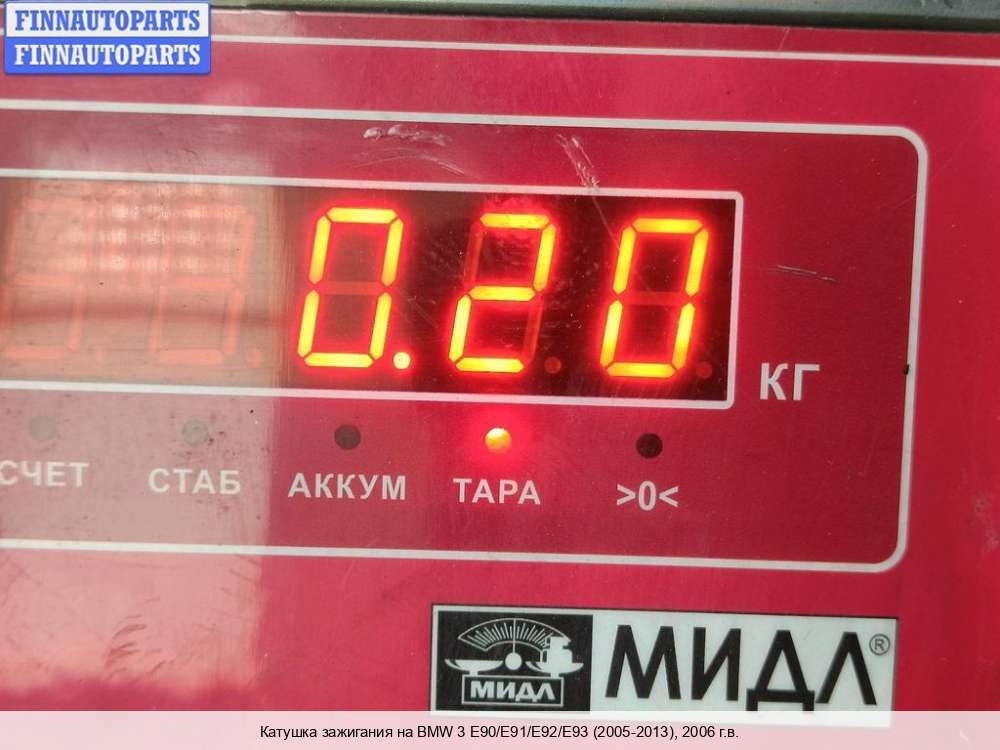 FINNAUTOPARTS
FINNAUTOPARTS
0.20
КГ
СЧЕТ СТАБ АККУМ ТАРА >0<
МИДЛ МИДЛ®
Катушка зажигания на BMW 3 E90/E91/E92/E93 (2005-2013), 2006 г.в.